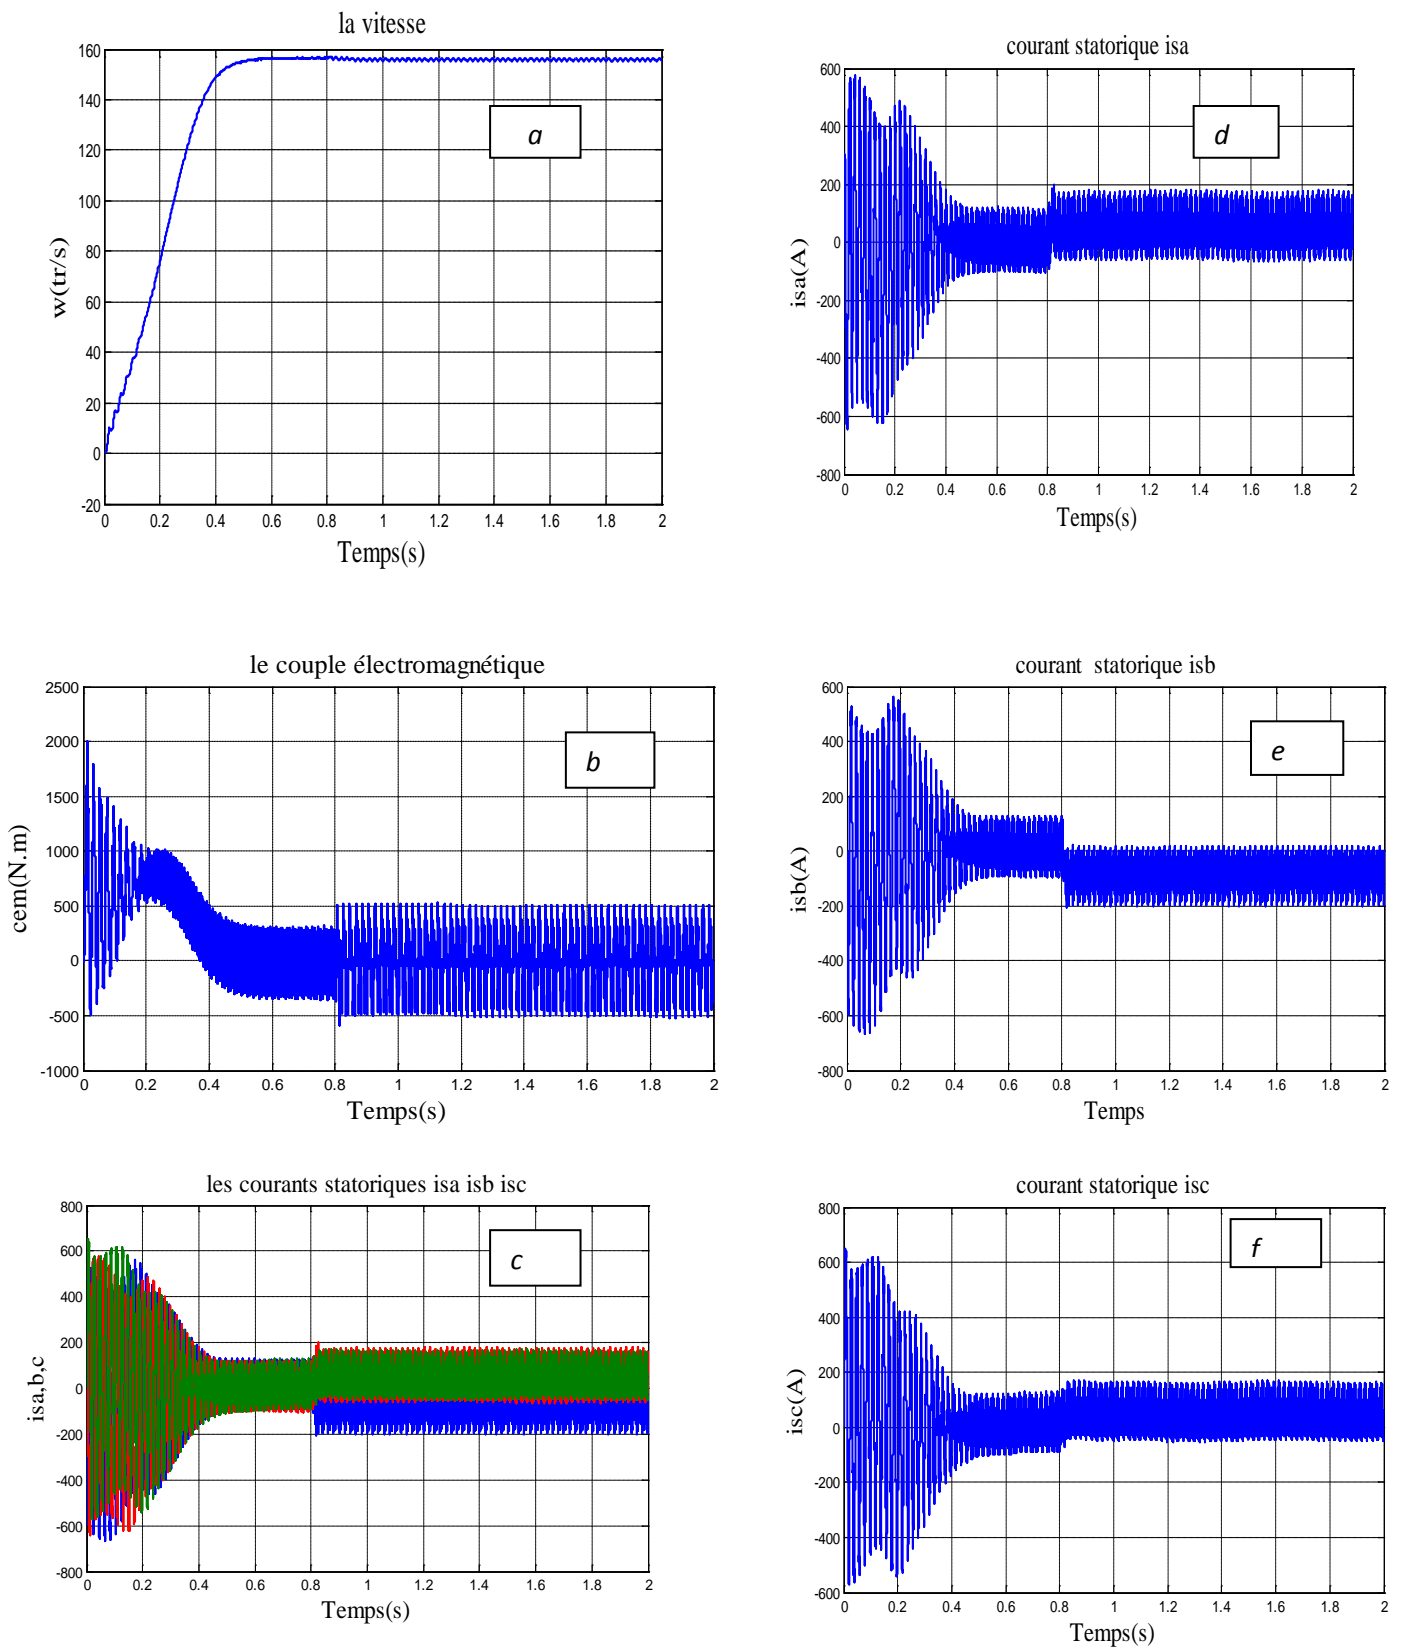 la vitesse
160
140
120
100
80
60
40
20
0
-20
w(tr/s)
a
0 0.2 0.4 0.6 0.8 1 1.2 1.4 1.6 1.8 2
Temps(s)
courant statorique isa
600
400
200
0
-200
-400
-600
-800
isa(A)
d
0 0.2 0.4 0.6 0.8 1 1.2 1.4 1.6 1.8 2
Temps(s)
le couple électromagnétique
2500
2000
1500
1000
500
0
-500
-1000
cem(N.m)
b
0 0.2 0.4 0.6 0.8 1 1.2 1.4 1.6 1.8 2
Temps(s)
courant statorique isb
600
400
200
0
-200
-400
-600
-800
isb(A)
e
0 0.2 0.4 0.6 0.8 1 1.2 1.4 1.6 1.8 2
Temps
les courants statoriques isa isb isc
800
600
400
200
0
-200
-400
-600
-800
isa,b,c
c
0 0.2 0.4 0.6 0.8 1 1.2 1.4 1.6 1.8 2
Temps(s)
courant statorique isc
800
600
400
200
0
-200
-400
-600
isc(A)
f
0 0.2 0.4 0.6 0.8 1 1.2 1.4 1.6 1.8 2
Temps(s)